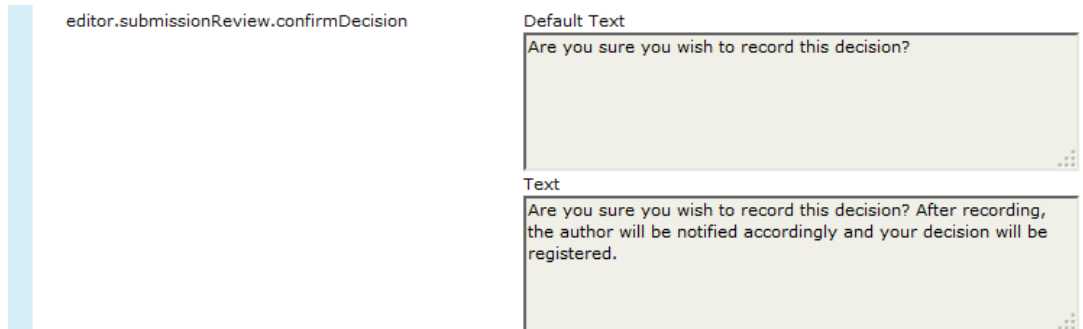 editor.submissionReview.confirmDecision
Default Text
Are you sure you wish to record this decision?
Text
Are you sure you wish to record this decision? After recording,
the author will be notified accordingly and your decision will be
registered.